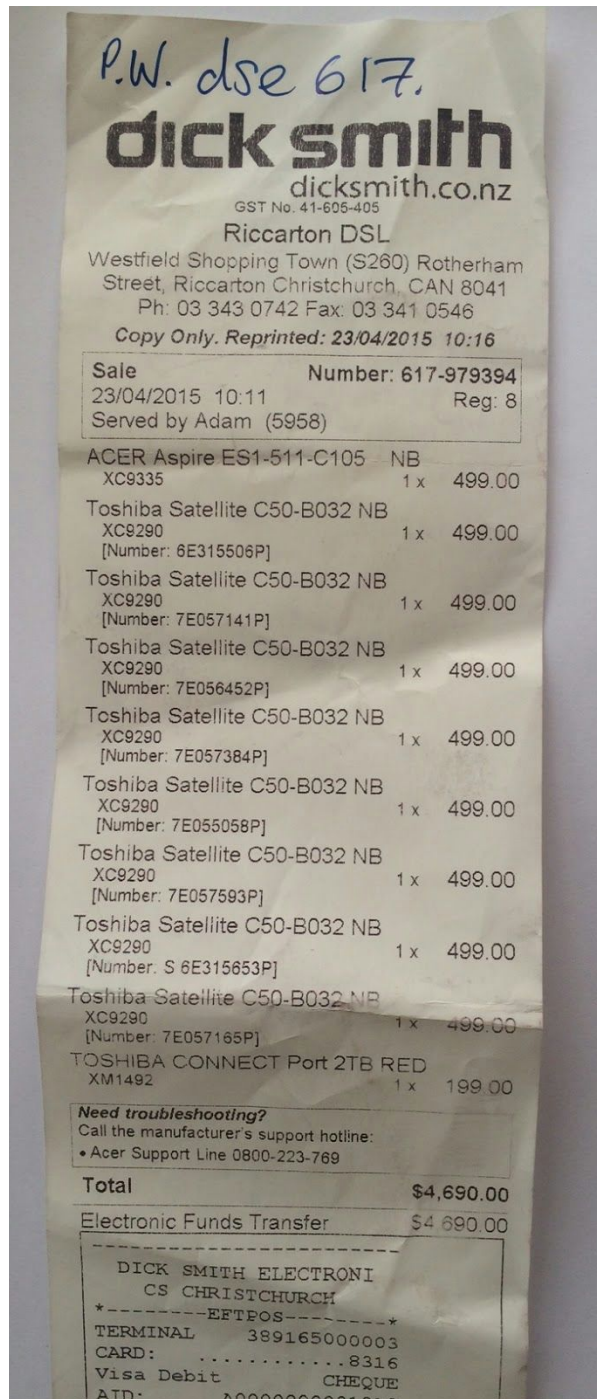 P.W. dse 617.
dick smith
dicksmith.co.nz
GST No. 41-605-405
Riccarton DSL
Westfield Shopping Town (S260) Rotherham
Street, Riccarton Christchurch, CAN 8041
Ph: 03 343 0742 Fax: 03 341 0546
Copy Only. Reprinted: 23/04/2015 10:16
Sale Number: 617-979394
23/04/2015 10:11 Reg: 8
Served by Adam (5958)
ACER Aspire ES1-511-C105 NB
XC9335 1 x 499.00
Toshiba Satellite C50-B032 NB
XC9290 1 x 499.00
[Number: 6E315506P]
Toshiba Satellite C50-B032 NB
XC9290 1 x 499.00
[Number: 7E057141P]
Toshiba Satellite C50-B032 NB
XC9290 1 x 499.00
[Number: 7E056452P]
Toshiba Satellite C50-B032 NB
XC9290 1 x 499.00
[Number: 7E057384P]
Toshiba Satellite C50-B032 NB
XC9290 1 x 499.00
[Number: 7E055058P]
Toshiba Satellite C50-B032 NB
XC9290 1 x 499.00
[Number: 7E057593P]
Toshiba Satellite C50-B032 NB
XC9290 1 x 499.00
[Number: S 6E315653P]
Toshiba Satellite C50-B032 NB
XC9290 1 x 499.00
[Number: 7E057165P]
TOSHIBA CONNECT Port 2TB RED
XM1492 1 x 199.00
Need troubleshooting?
Call the manufacturer's support hotline:
• Acer Support Line 0800-223-769
Total $4,690.00
Electronic Funds Transfer $4 690.00
DICK SMITH ELECTRONI
CS CHRISTCHURCH
*---------EFTPOS---------*
TERMINAL 389165000003
CARD: ............8316
Visa Debit CHEQUE
AID: